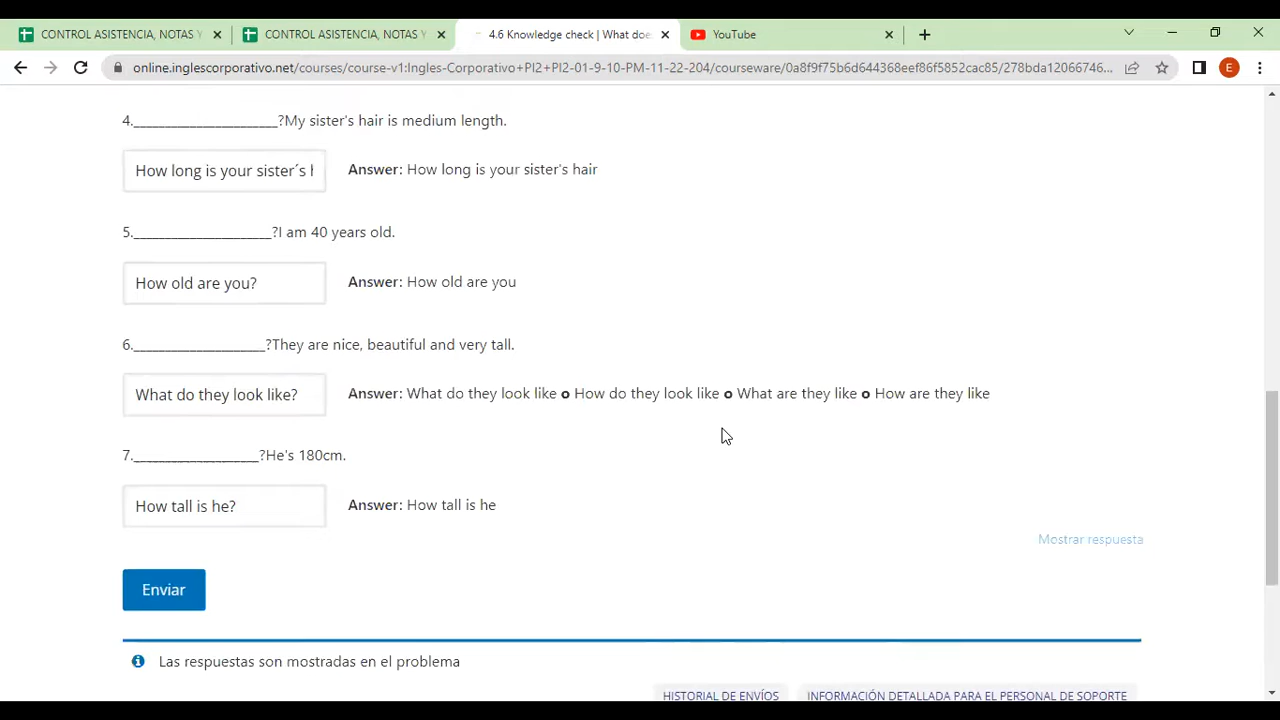 CONTROL ASISTENCIA, NOTAS Y
CONTROL ASISTENCIA, NOTAS Y
4.6 Knowledge check | What doe
YouTube
online.inglescorporativo.net/courses/course-v1:Ingles-Corporativo+PI2+PI2-01-9-10-PM-11-22-204/courseware/0a8f9f75b6d644368eef86f5852cac85/278bda12066746...
E
4.______________________?My sister's hair is medium length.
How long is your sister´s h
Answer: How long is your sister's hair
5._____________________?I am 40 years old.
How old are you?
Answer: How old are you
6.____________________?They are nice, beautiful and very tall.
What do they look like?
Answer: What do they look like o How do they look like o What are they like o How are they like
7.___________________?He's 180cm.
How tall is he?
Answer: How tall is he
Mostrar respuesta
Enviar
Las respuestas son mostradas en el problema
HISTORIAL DE ENVÍOS
INFORMACIÓN DETALLADA PARA EL PERSONAL DE SOPORTE